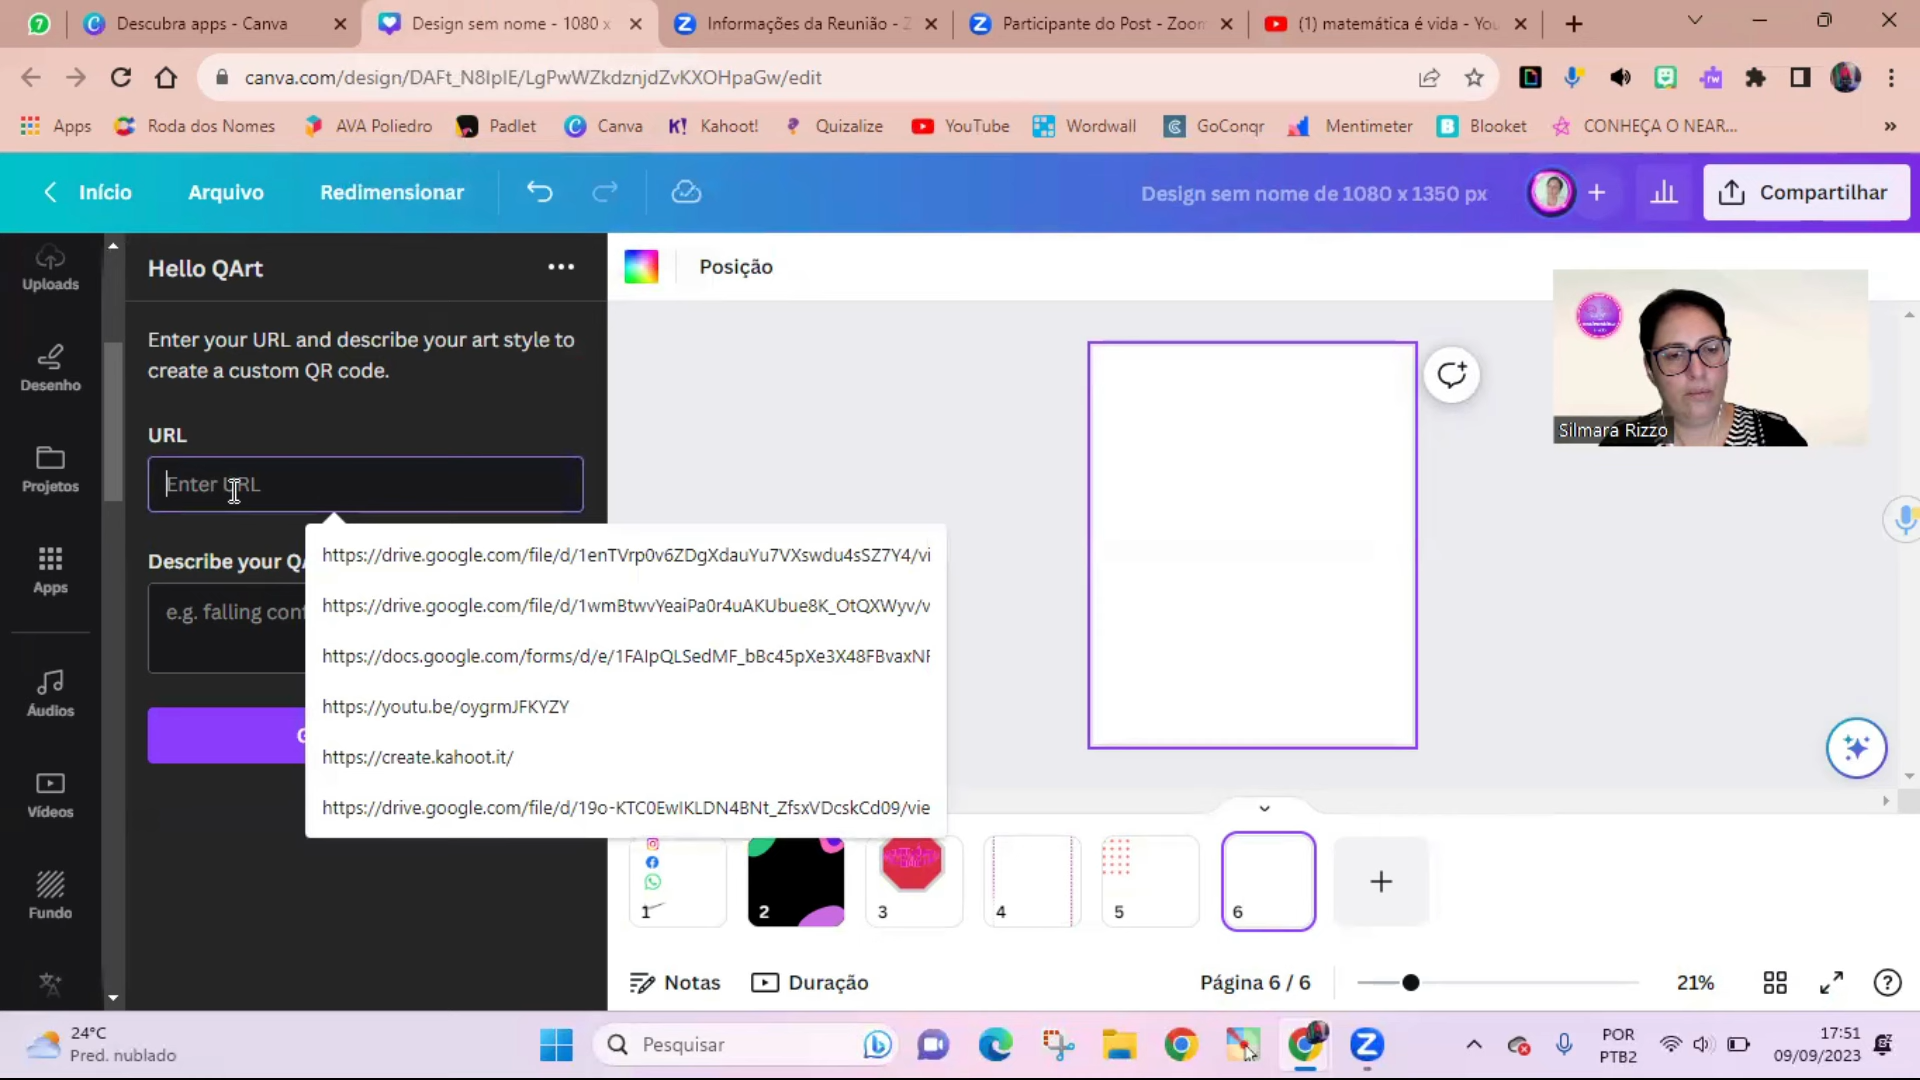 Descubra apps - Canva
Design sem nome - 1080 x
Informações da Reunião - Z
Participante do Post - Zoom
(1) matemática é vida - You
canva.com/design/DAFt_N8IpIE/LgPwWZkdznjdZvKXOHpaGw/edit
Apps
Roda dos Nomes
AVA Poliedro
Padlet
Canva
K! Kahoot!
Quizalize
YouTube
Wordwall
GoConqr
Mentimeter
B Blooket
CONHEÇA O NEAR...
Início
Arquivo
Redimensionar
Design sem nome de 1080 x 1350 px
Compartilhar
Uploads
Desenho
Projetos
Apps
Áudios
Vídeos
Fundo
Hello QArt
Enter your URL and describe your art style to
create a custom QR code.
URL
Enter URL
Describe your QA
e.g. falling conf
G
https://drive.google.com/file/d/1enTVrp0v6ZDgXdauYu7VXswdu4sSZ7Y4/vi
https://drive.google.com/file/d/1wmBtwvYeaiPa0r4uAKUbue8K_OtQXWyv/v
https://docs.google.com/forms/d/e/1FAIpQLSedMF_bBc45pXe3X48FBvaxNF
https://youtu.be/oygrmJFKYZY
https://create.kahoot.it/
https://drive.google.com/file/d/19o-KTC0EwIKLDN4BNt_ZfsxVDcskCd09/vie
Posição
Silmara Rizzo
1
2
3
4
5
6
Notas
Duração
Página 6 / 6
21%
24°C
Pred. nublado
Pesquisar
POR
PTB2
17:51
09/09/2023